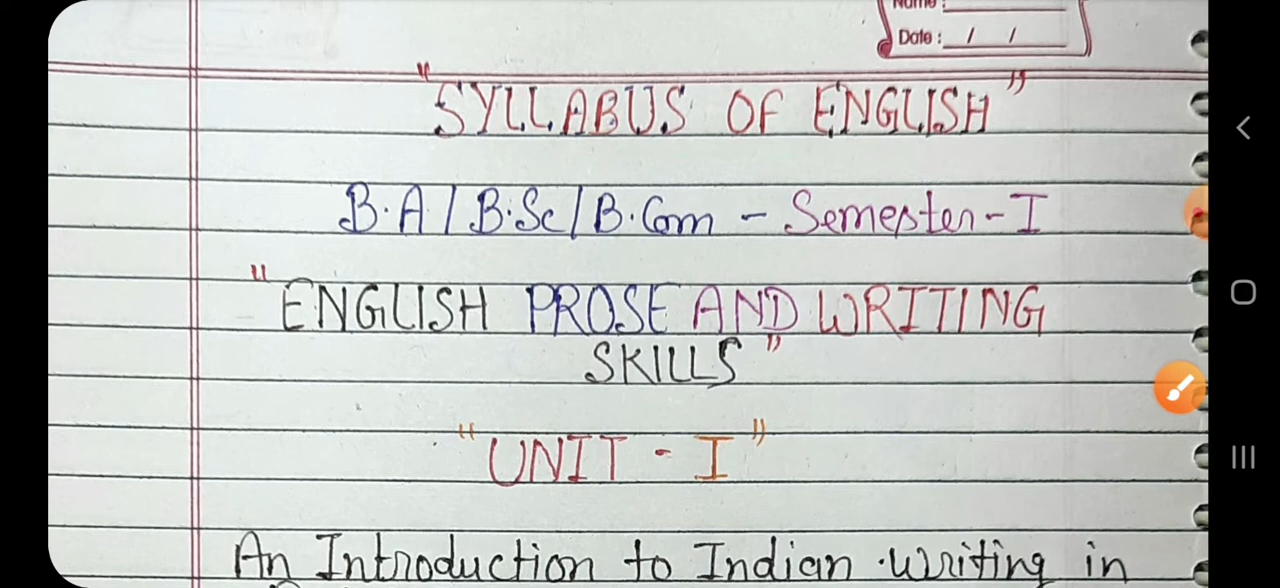 Name :
Date : / /
"SYLLABUS OF ENGLISH"
B.A / B.Sc / B.Com - Semester - I
"ENGLISH PROSE AND WRITING
SKILLS"
"UNIT - I"
An Introduction to Indian writing in